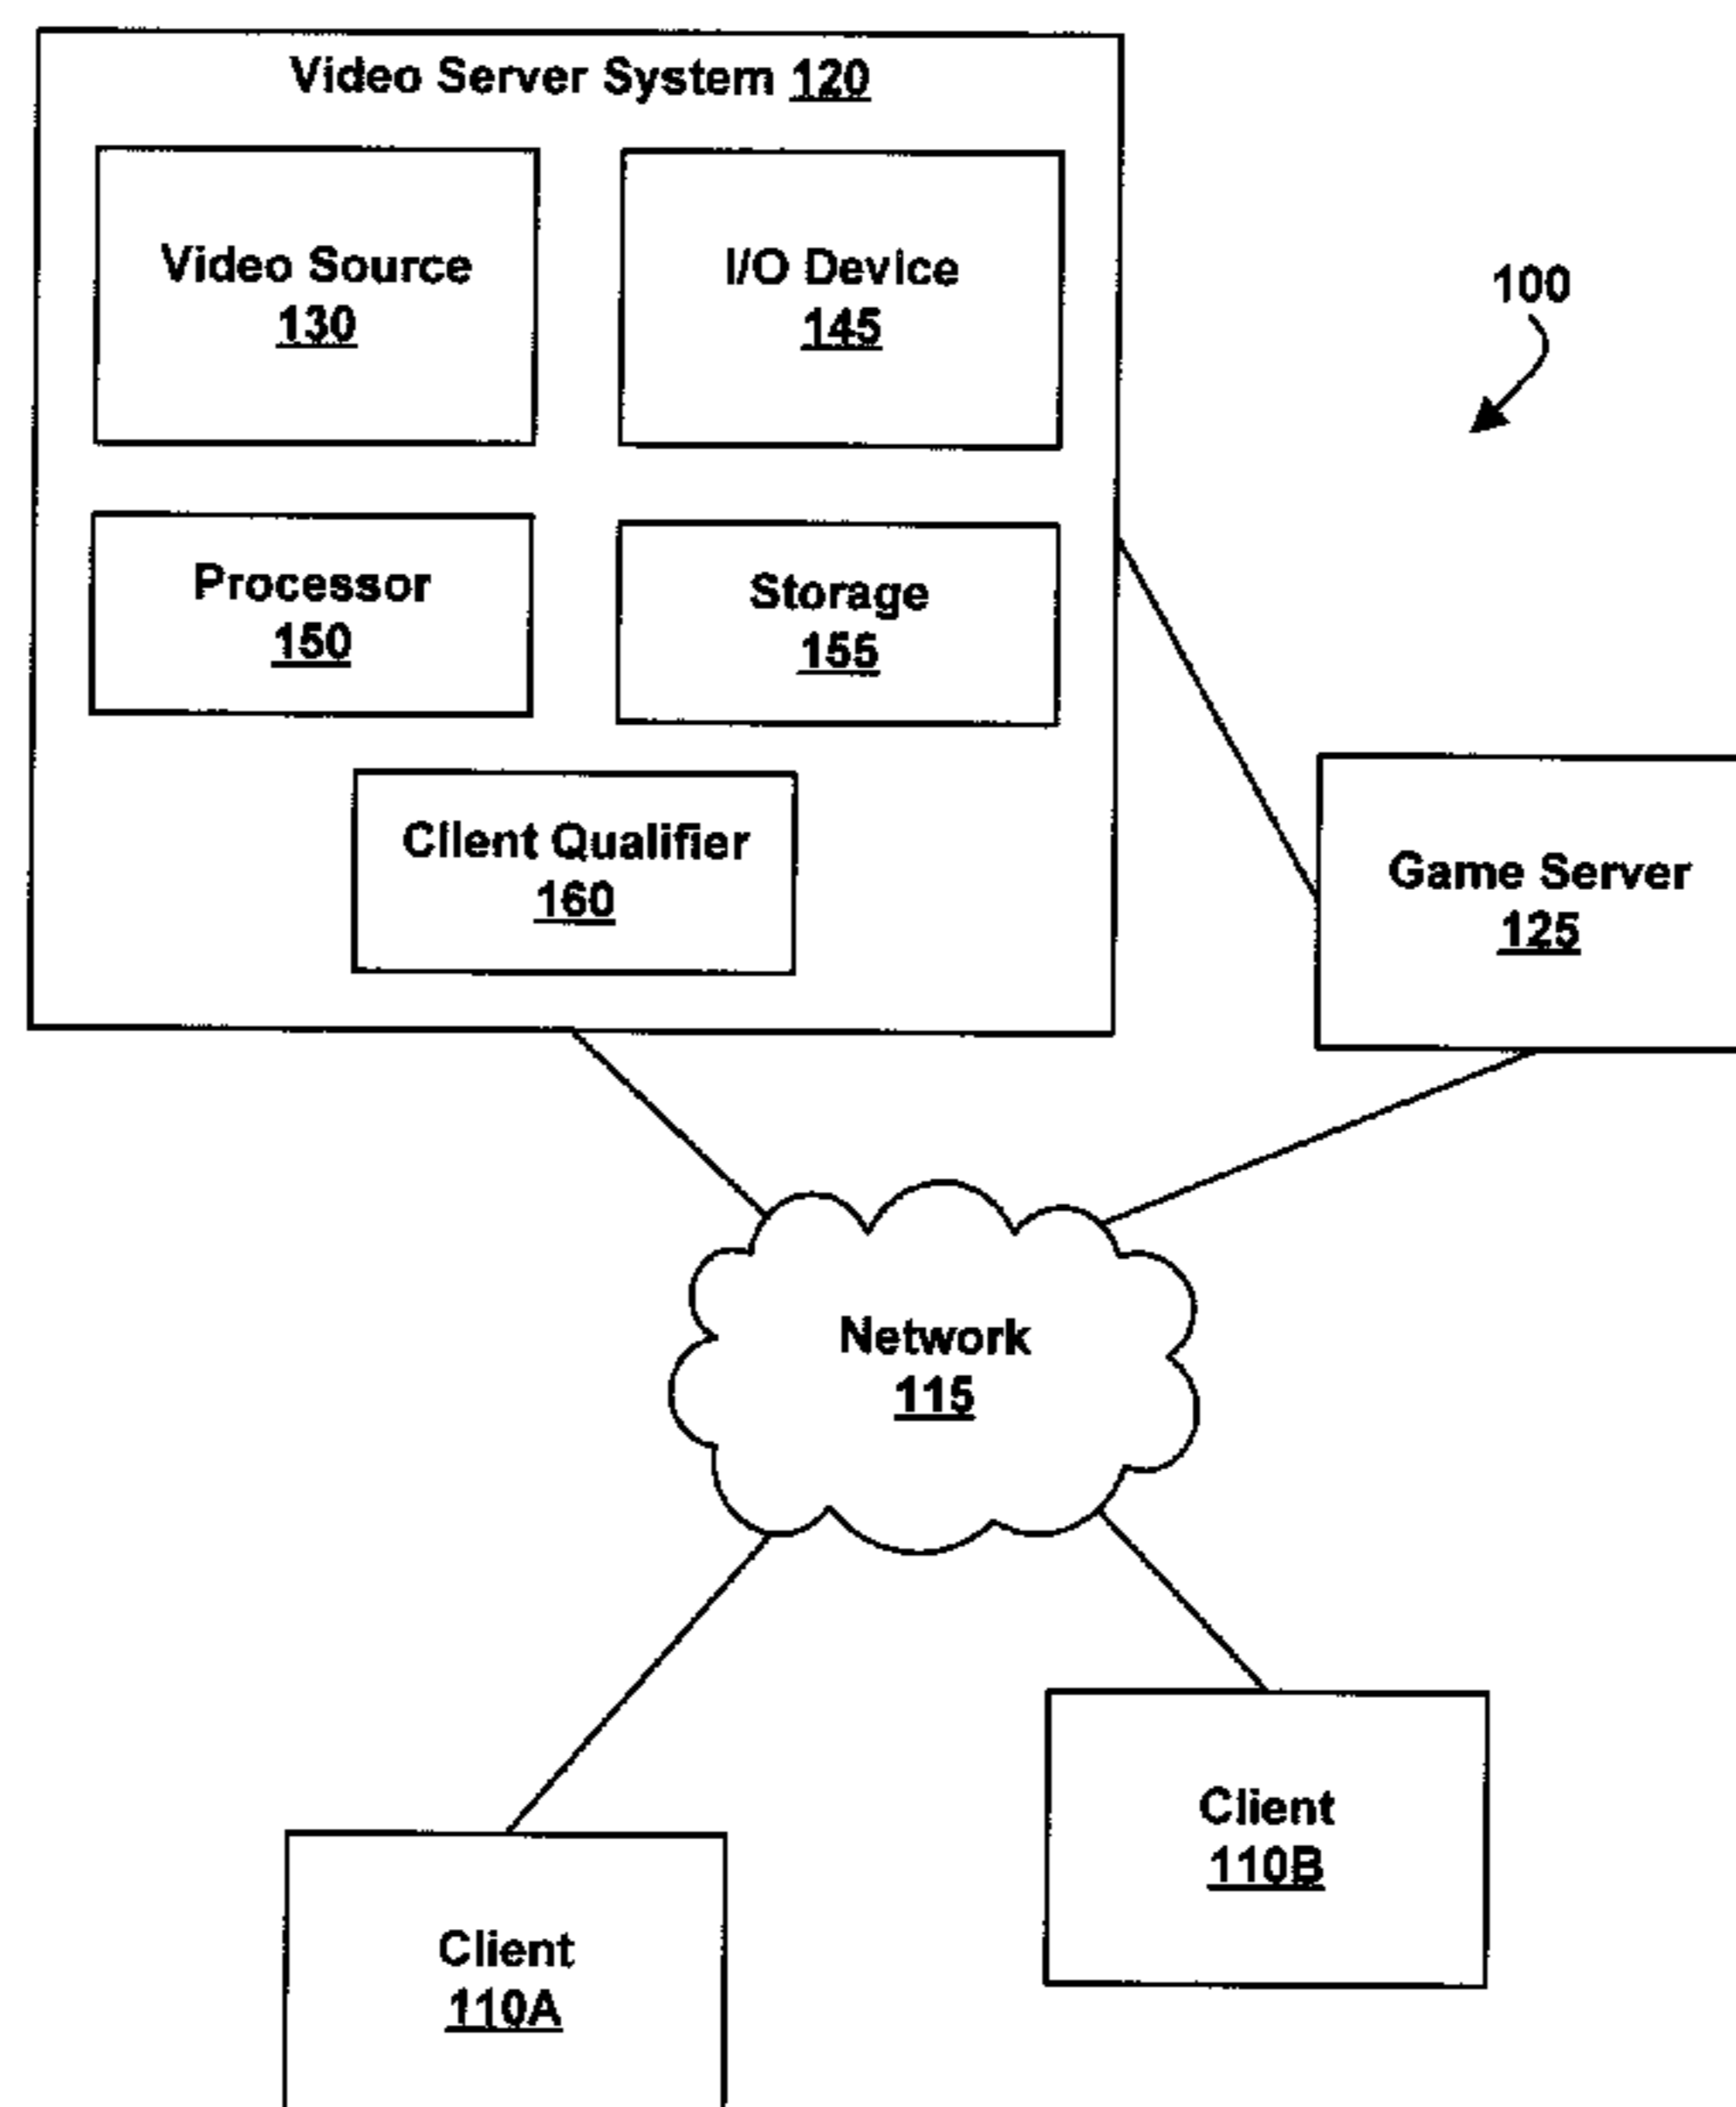 Video Server System 120
Video Source
130
I/O Device
145
100
Processor
150
Storage
155
Client Qualifier
160
Game Server
125
Network
115
Client
110B
Client
110A